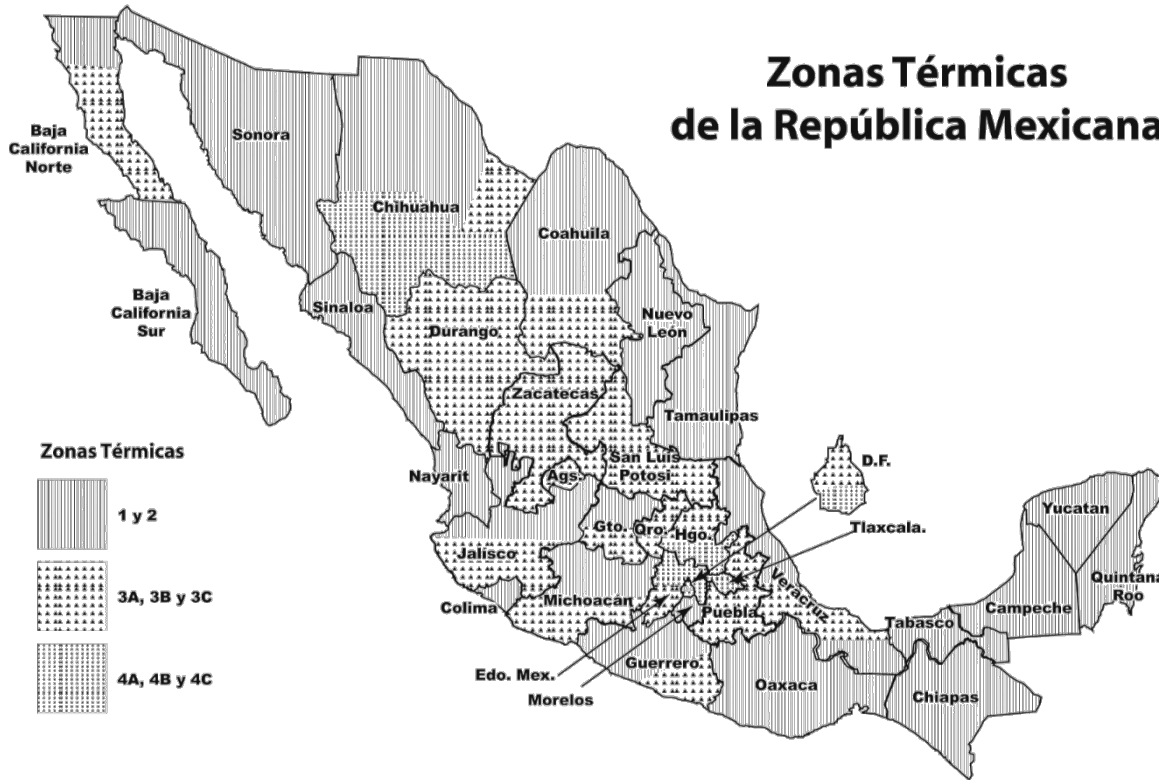 Zonas Térmicas
de la República Mexicana
Baja
California
Norte
Sonora
Chihuahua
Coahuila
Baja
California
Sur
Sinaloa
Durango
Nuevo
León
Zacatecas
Tamaulipas
Nayarit
Ags.
San Luis
Potosi
D.F.
Gto.
Qro.
Hgo.
Tlaxcala.
Yucatan
Jalisco
Veracruz
Quintana
Roo
Colima
Michoacán
Puebla
Tabasco
Campeche
Edo. Mex.
Guerrero
Morelos
Oaxaca
Chiapas
Zonas Térmicas
1 y 2
3A, 3B y 3C
4A, 4B y 4C